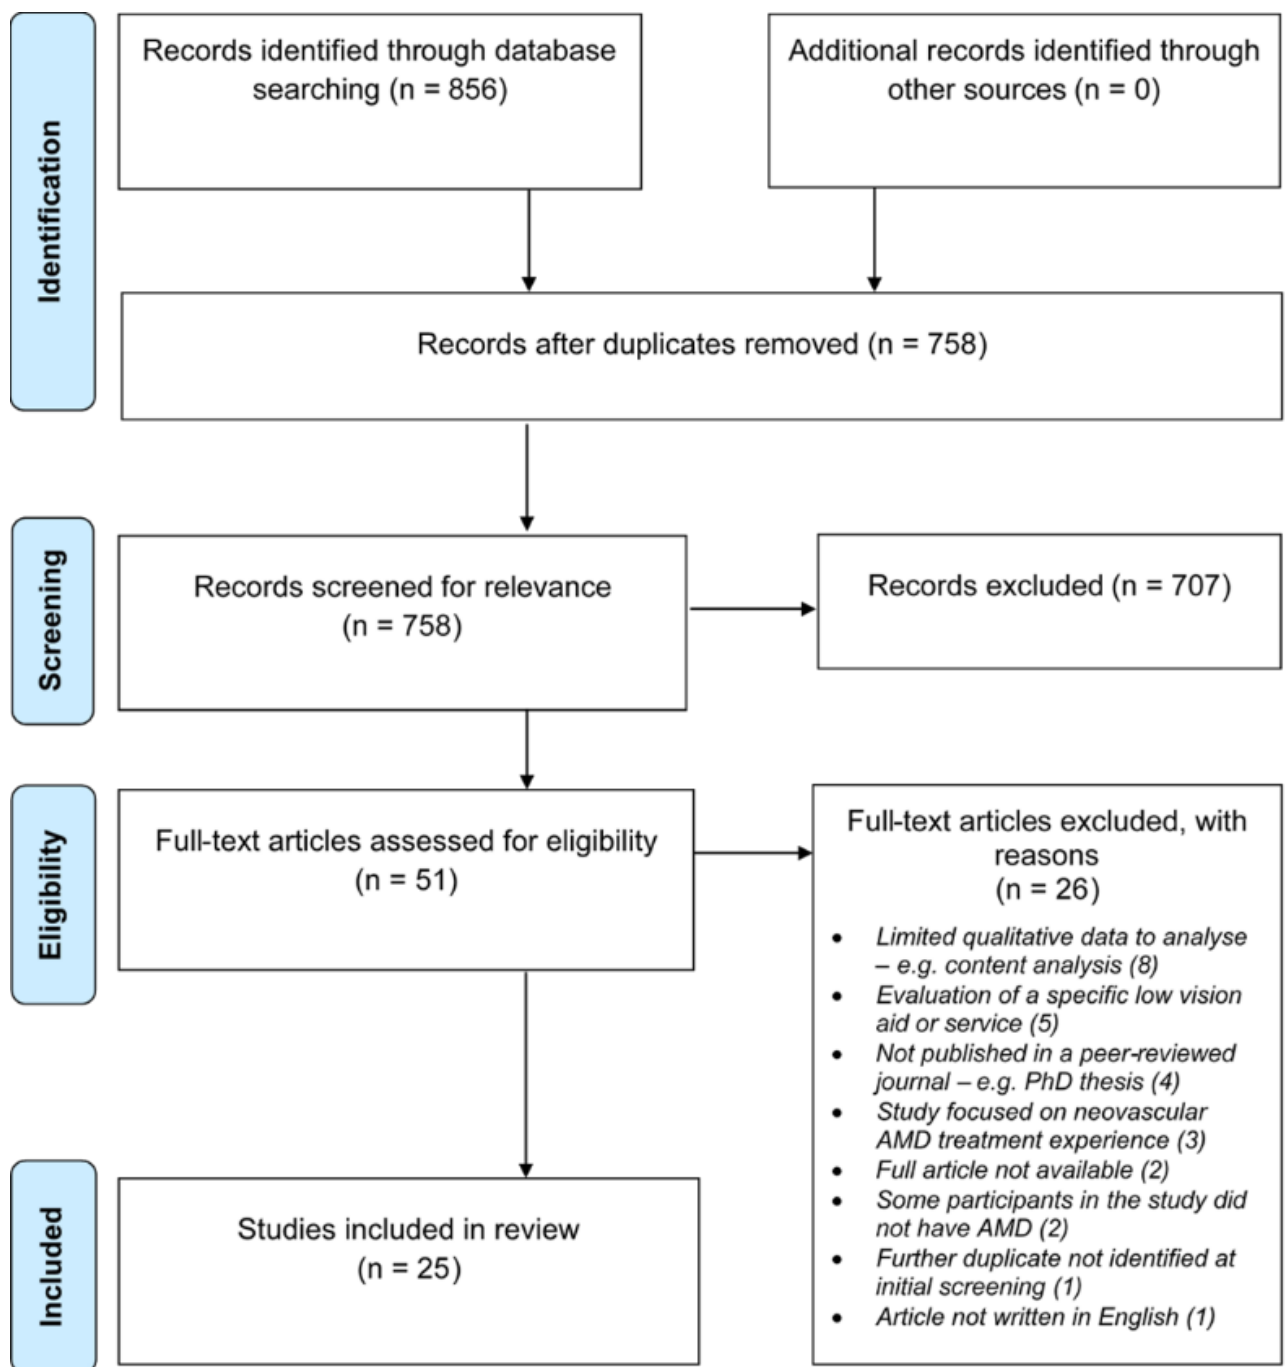 Identification
Records identified through database
searching (n = 856)
Additional records identified through
other sources (n = 0)
Records after duplicates removed (n = 758)
Screening
Records screened for relevance
(n = 758)
Records excluded (n = 707)
Eligibility
Full-text articles assessed for eligibility
(n = 51)
Full-text articles excluded, with
reasons
(n = 26)
• Limited qualitative data to analyse
– e.g. content analysis (8)
• Evaluation of a specific low vision
aid or service (5)
• Not published in a peer-reviewed
journal – e.g. PhD thesis (4)
• Study focused on neovascular
AMD treatment experience (3)
• Full article not available (2)
• Some participants in the study did
not have AMD (2)
• Further duplicate not identified at
initial screening (1)
• Article not written in English (1)
Included
Studies included in review
(n = 25)